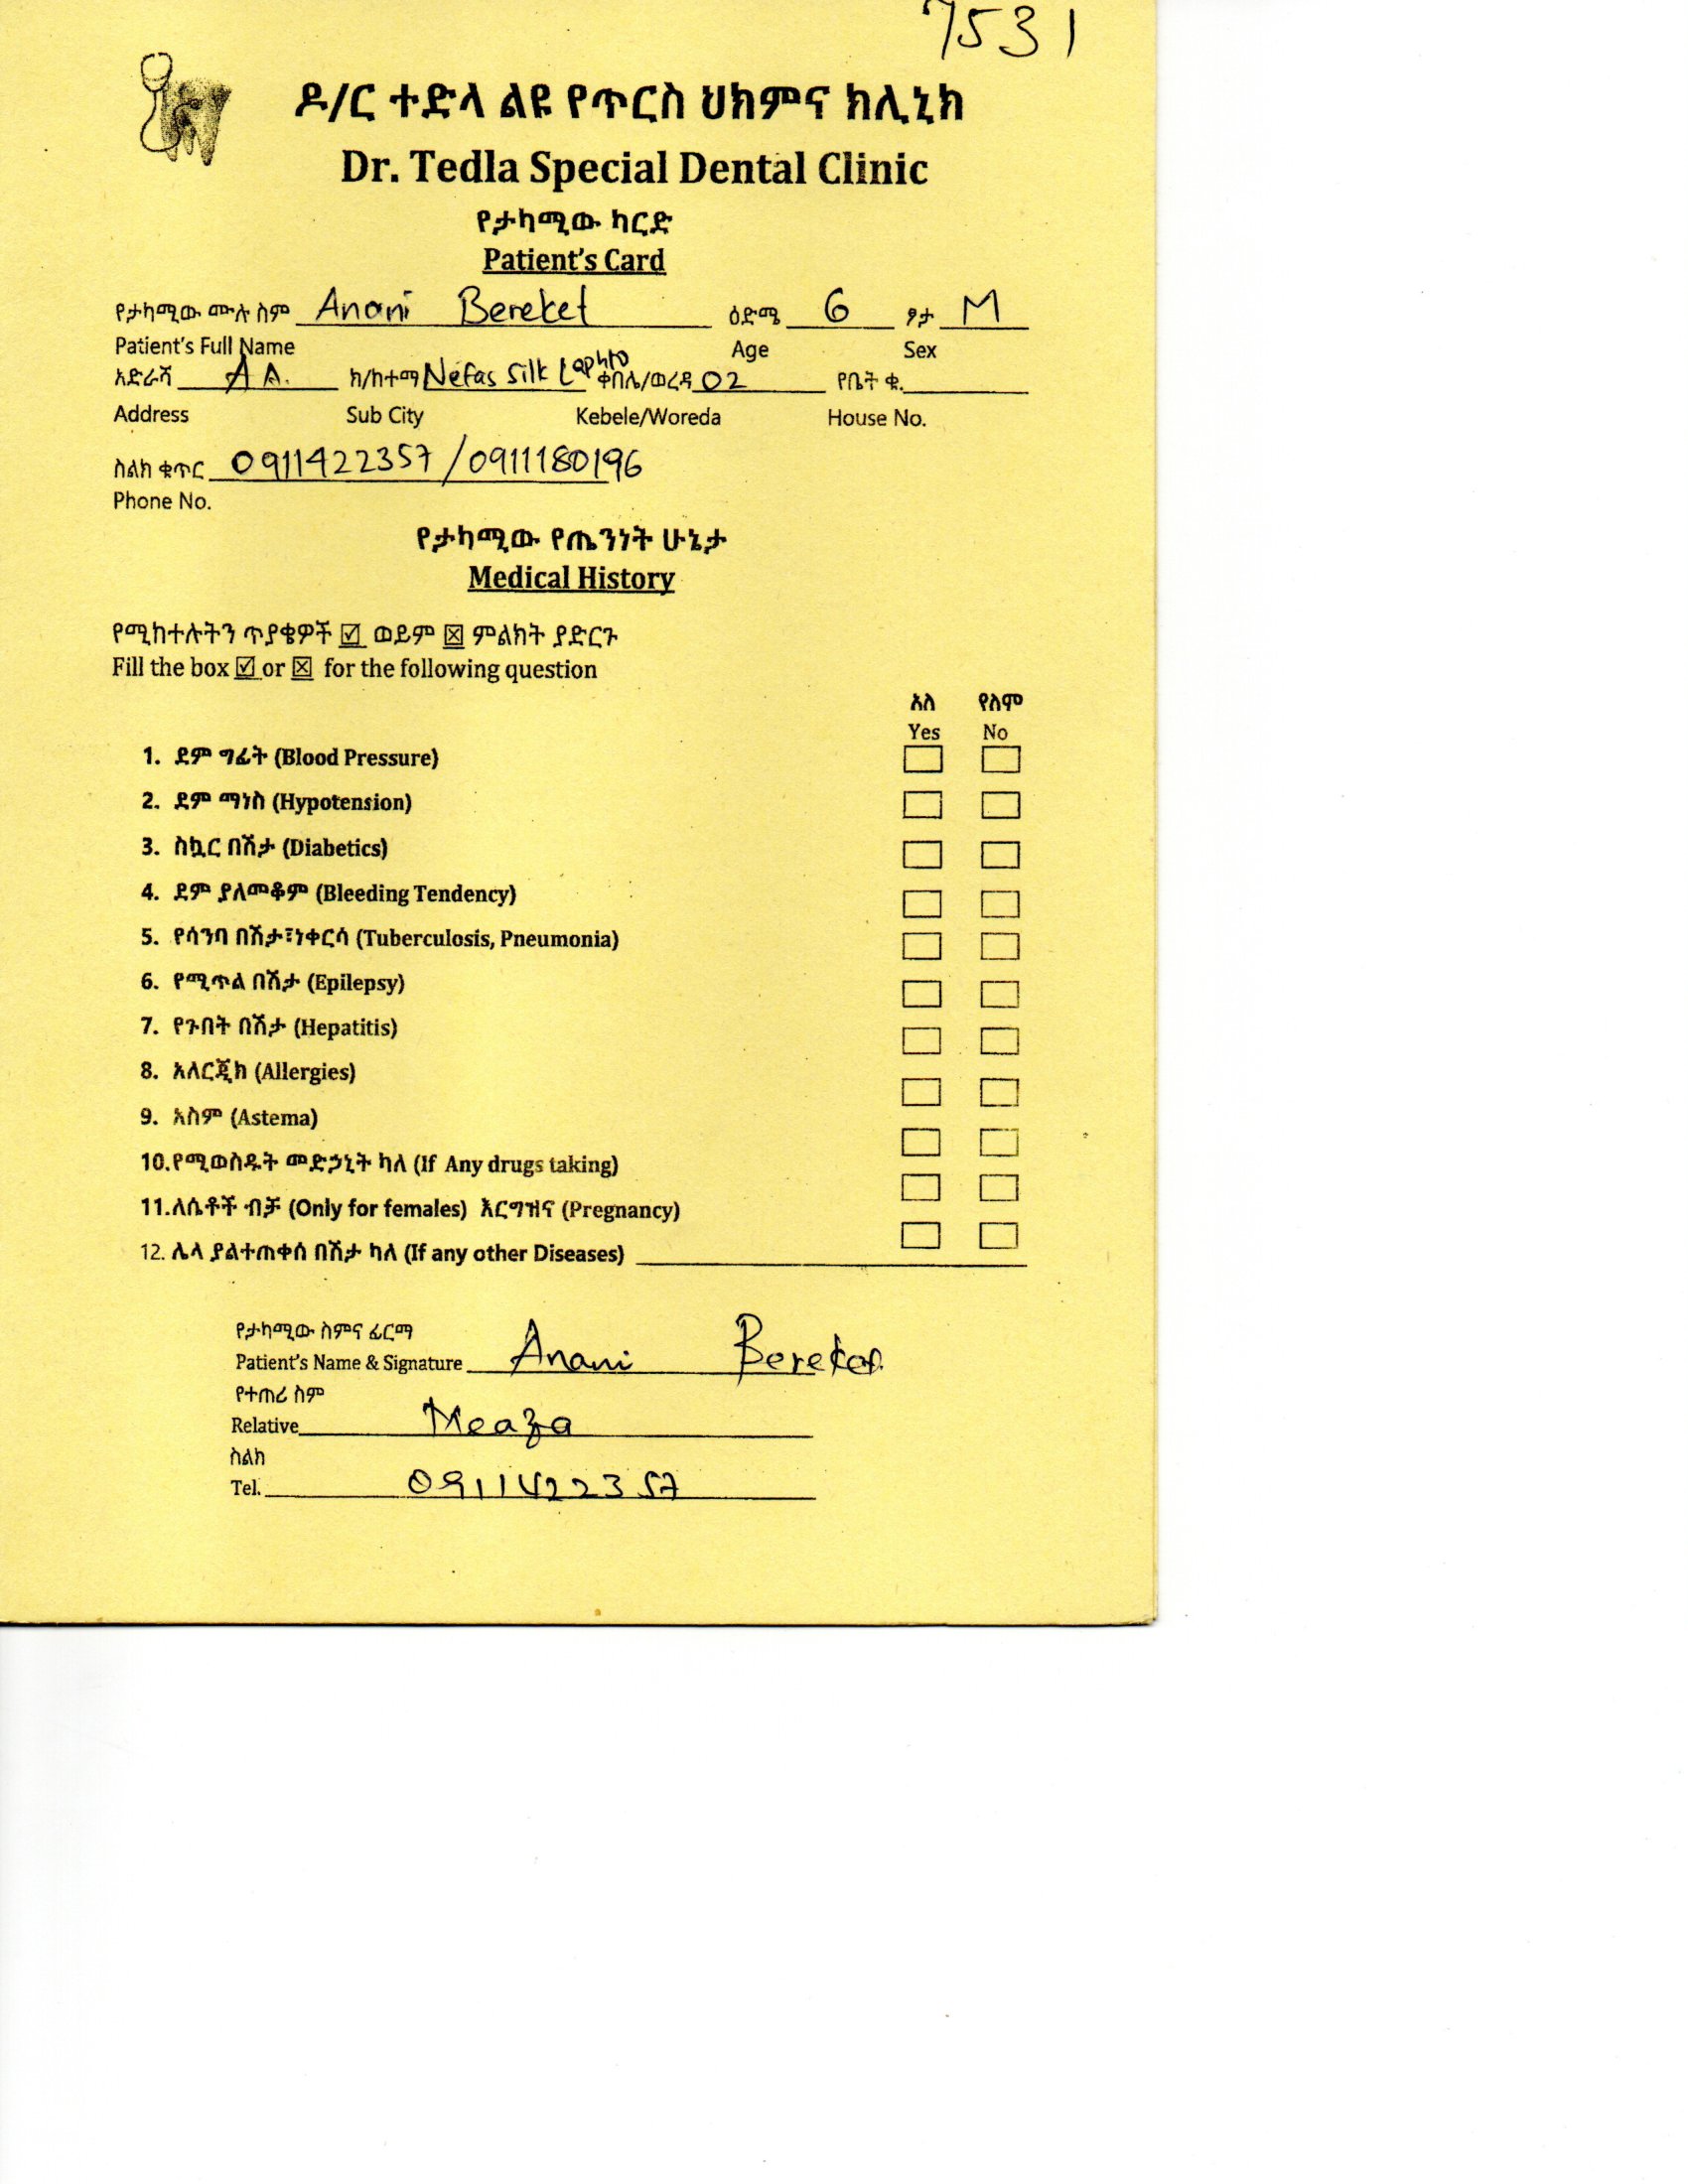 7531
ዶ/ር ተድላ ልዩ የጥርስ ህክምና ክሊኒክ
Dr. Tedla Special Dental Clinic
የታካሚው ካርድ
Patient's Card
የታካሚው ሙሉ ስም Anani Bereket ዕድሜ 6 ፆታ M
Patient's Full Name Age Sex
አድራሻ A A. ክ/ከተማ Nefas Silk Laphto ቀበሌ/ወረዳ 02 የቤት ቁ.
Address Sub City Kebele/Woreda House No.
ስልክ ቁጥር 0911422357 / 0911180196
Phone No.
የታካሚው የጤንነት ሁኔታ
Medical History
የሚከተሉትን ጥያቄዎች ☑ ወይም ☒ ምልክት ያድርጉ
Fill the box ☑ or ☒ for the following question
አለ የለም
Yes No
1. ደም ግፊት (Blood Pressure)
2. ደም ማነስ (Hypotension)
3. ስኳር በሽታ (Diabetics)
4. ደም ያለመቆም (Bleeding Tendency)
5. የሳንባ በሽታ፣ነቀርሳ (Tuberculosis, Pneumonia)
6. የሚጥል በሽታ (Epilepsy)
7. የጉበት በሽታ (Hepatitis)
8. አለርጂክ (Allergies)
9. አስም (Astema)
10.የሚወስዱት መድኃኒት ካለ (If Any drugs taking)
11.ለሴቶች ብቻ (Only for females) እርግዝና (Pregnancy)
12. ሌላ ያልተጠቀሰ በሽታ ካለ (If any other Diseases)
የታካሚው ስምና ፊርማ
Patient's Name & Signature Anani Bereket
የተጠሪ ስም
Relative Meaza
ስልክ
Tel. 0911422357